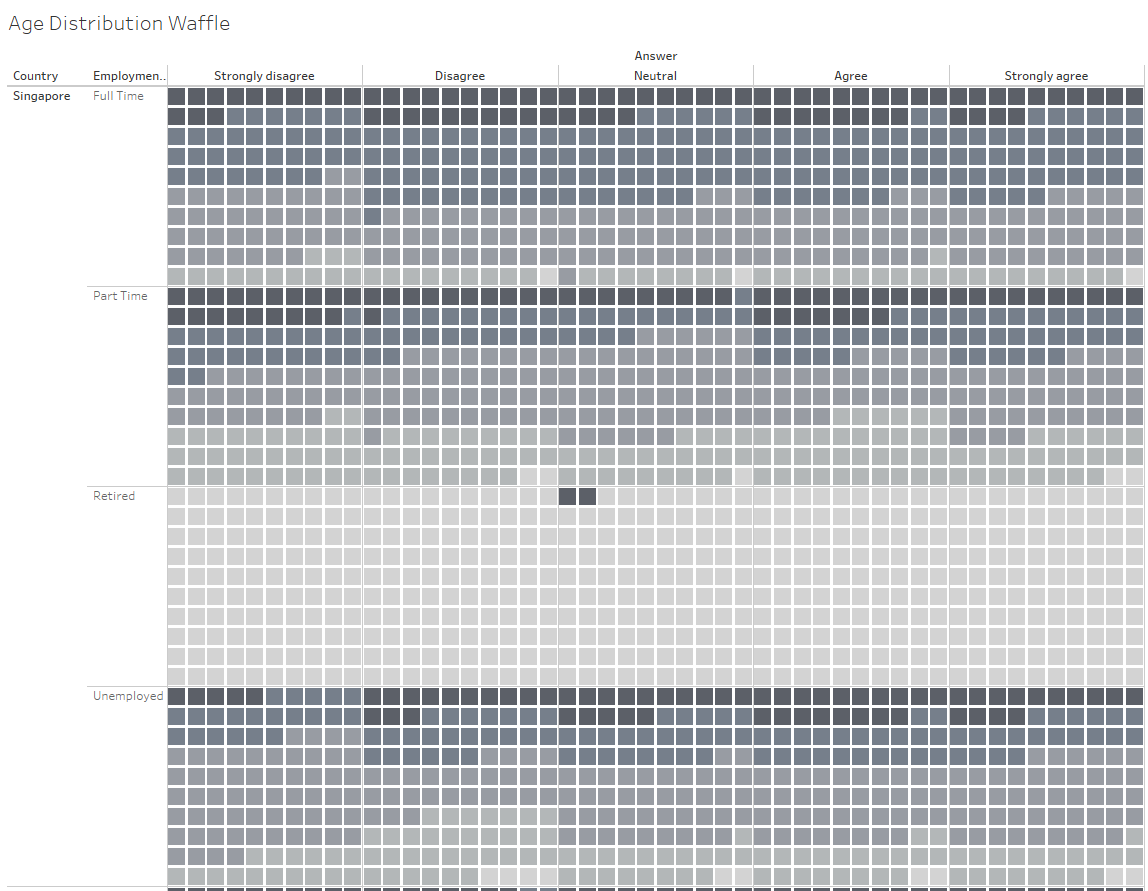 Age Distribution Waffle
Answer
Country Employmen.. Strongly disagree Disagree Neutral Agree Strongly agree
Singapore Full Time
Part Time
Retired
Unemployed